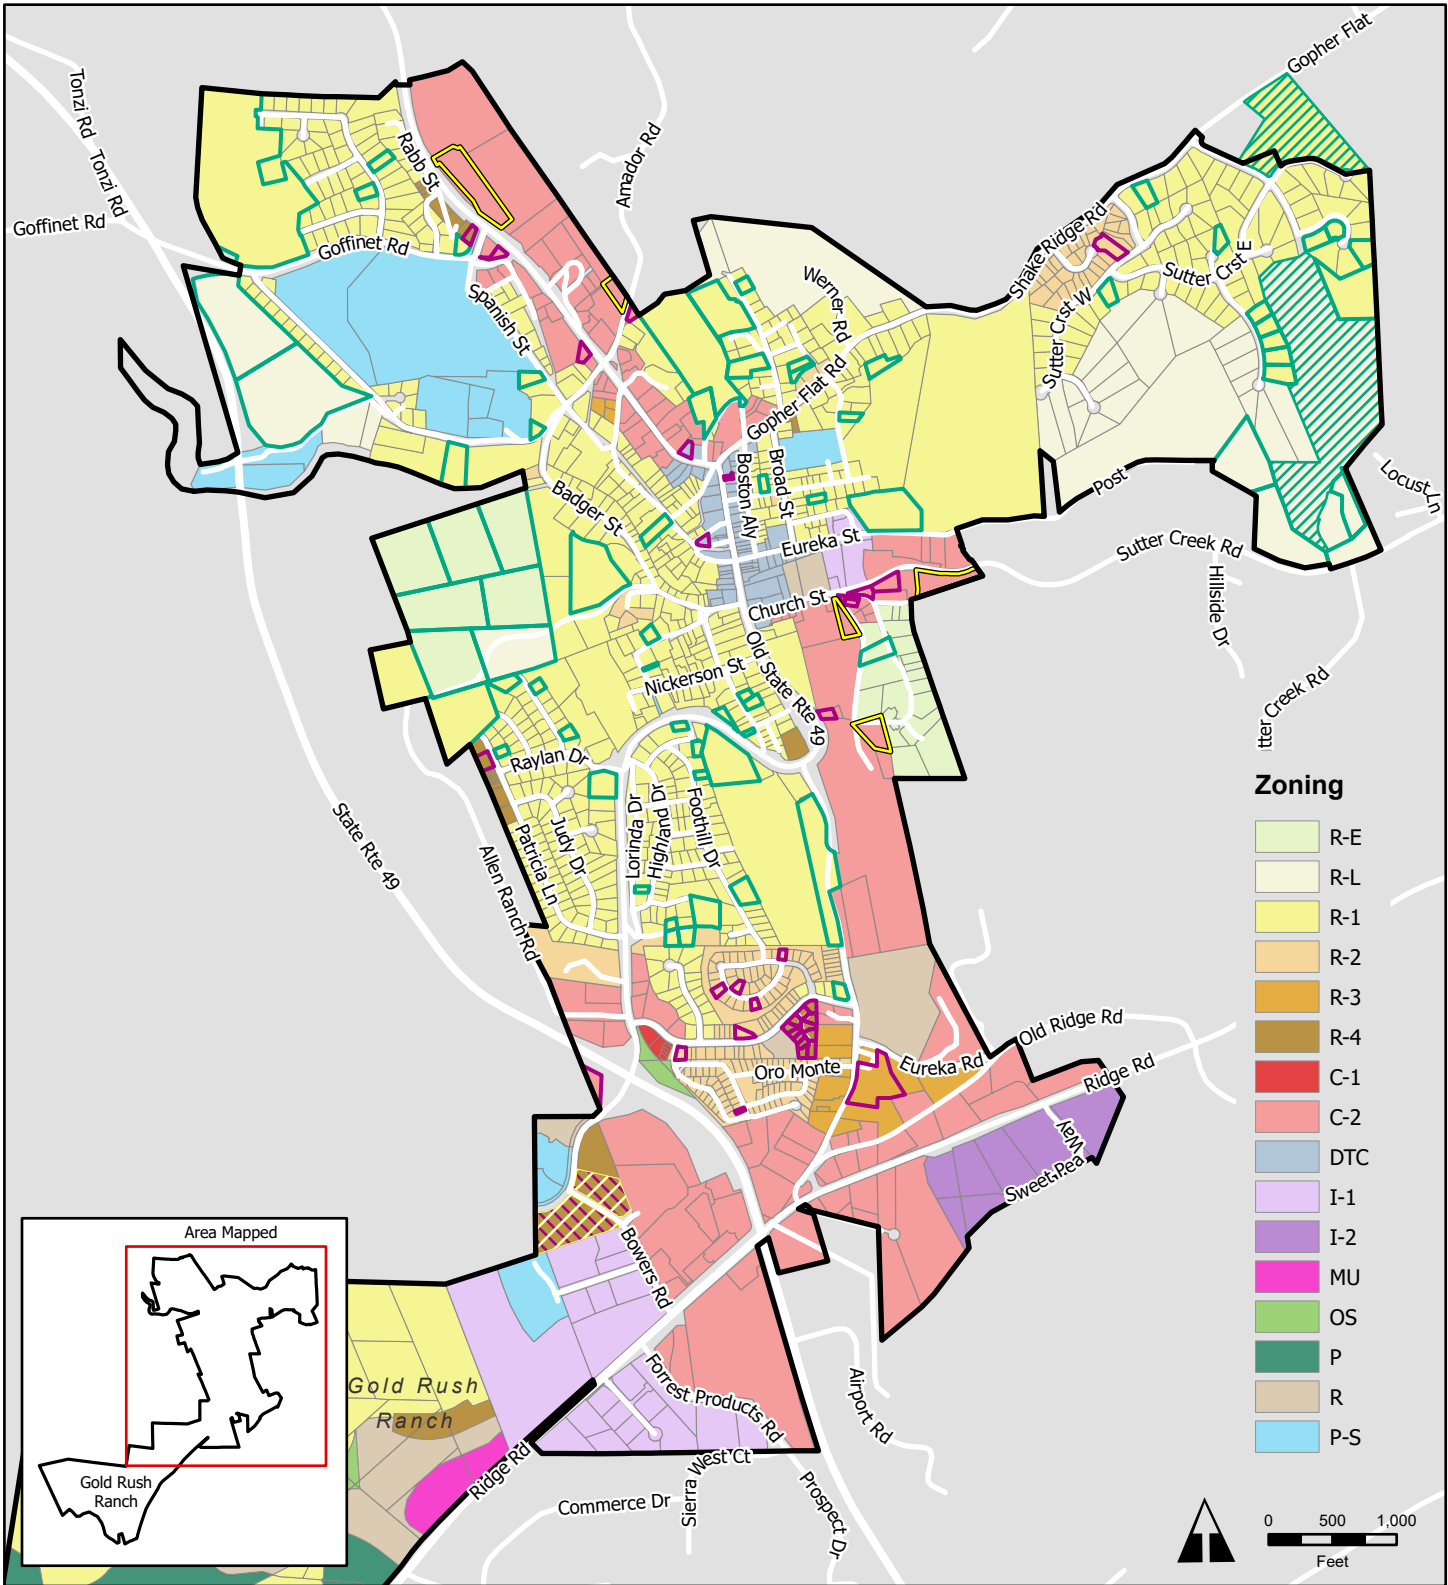 Gopher Flat
Tonzi Rd
Tonzi Rd
Goffinet Rd
Rabb St
Amador Rd
Goffinet Rd
Spanish St
Shake Ridge Rd
Sutter Crst E
Sutter Crst W
Werner Rd
Gopher Flat Rd
Boston Aly
Broad St
Badger St
Eureka St
Church St
Post
Locust Ln
Sutter Creek Rd
Hillside Dr
tter Creek Rd
Nickerson St
Old State Rte 49
Raylan Dr
Judy Dr
Patricia Ln
Lorinda Dr
Highland Dr
Foothill Dr
State Rte 49
Allen Ranch Rd
Oro Monte
Eureka Rd
Old Ridge Rd
Ridge Rd
Sweet Pea
Way
Bowers Rd
Forrest Products Rd
Airport Rd
Ridge Rd
Sierra West Ct
Commerce Dr
Prospect Dr
Gold Rush
Ranch
Area Mapped
Gold Rush
Ranch
Zoning
R-E
R-L
R-1
R-2
R-3
R-4
C-1
C-2
DTC
I-1
I-2
MU
OS
P
R
P-S
0 500 1,000
Feet